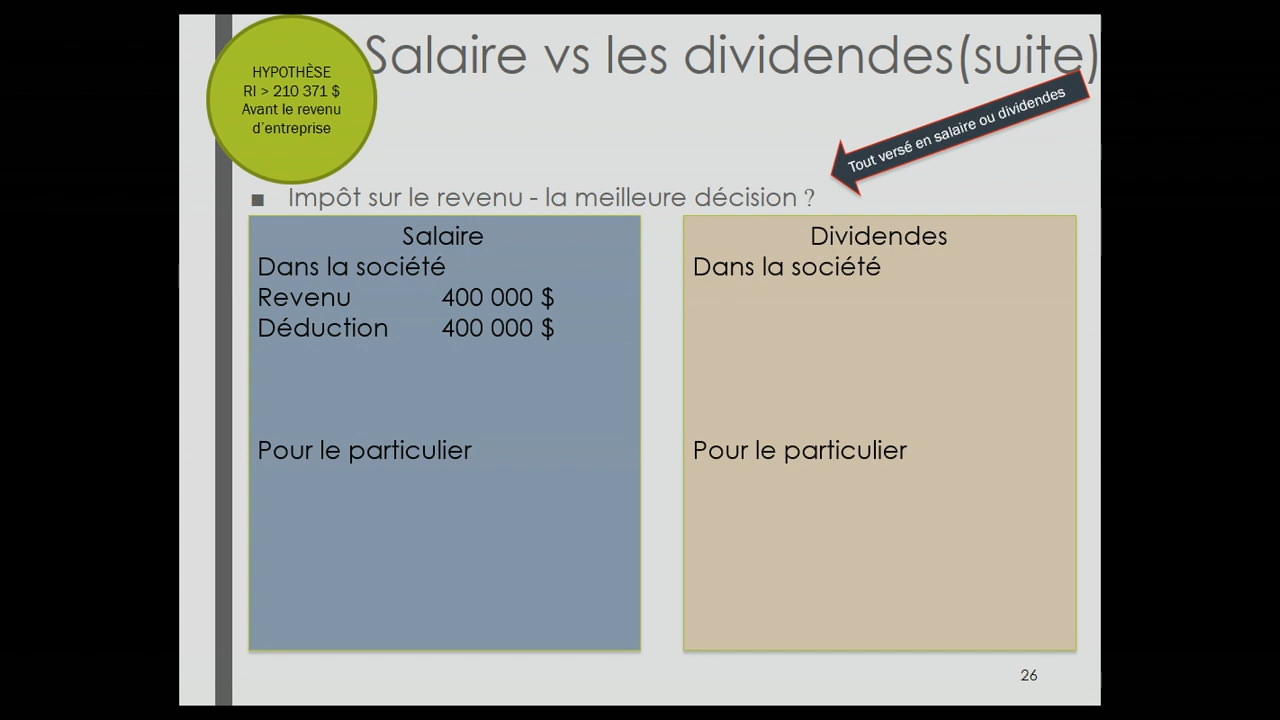 Salaire vs les dividendes(suite)
HYPOTHÈSE
RI > 210 371 $
Avant le revenu
d'entreprise
Tout versé en salaire ou dividendes
■ Impôt sur le revenu - la meilleure décision ?
Salaire
Dans la société
Revenu 400 000 $
Déduction 400 000 $
Pour le particulier
Dividendes
Dans la société
Pour le particulier
26